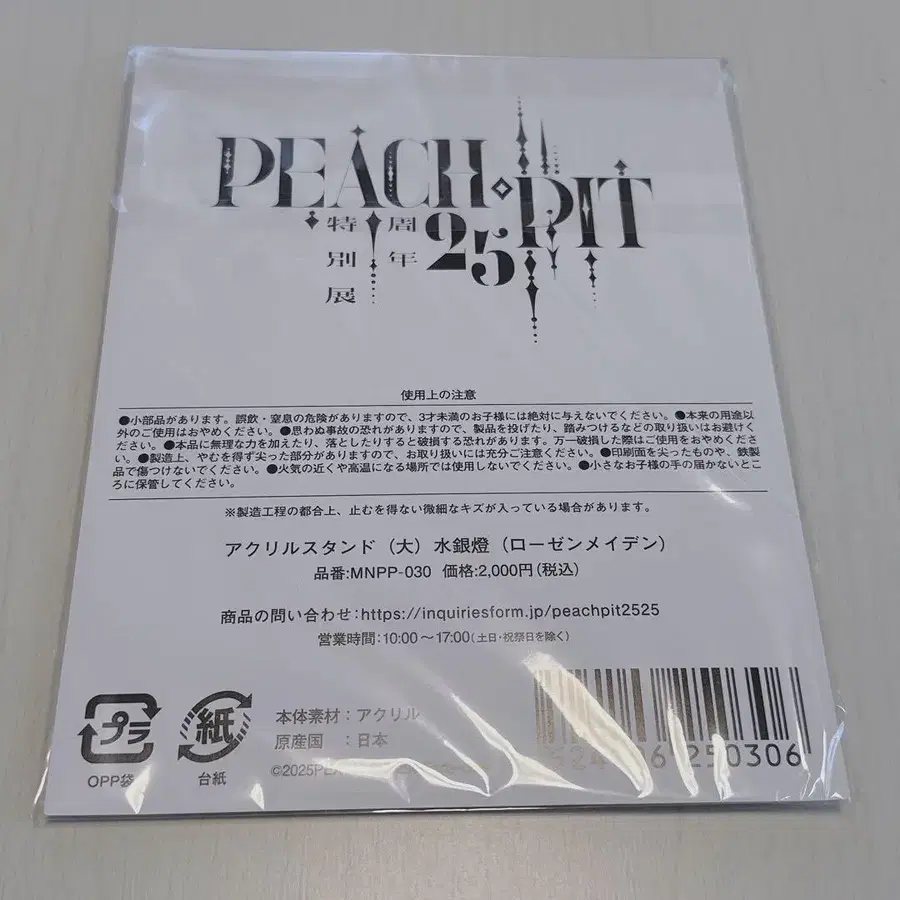 PEACH PIT
25周年
特別展
使用上の注意
●小部品があります。誤飲・窒息の危険がありますので、3才未満のお子様には絶対に与えないでください。●本来の用途以
外のご使用はおやめください。●思わぬ事故の恐れがありますので、製品を投げたり、踏みつけるなどの取り扱いはお避けく
ださい。●本品に無理な力を加えたり、落としたりすると破損する恐れがあります。万一破損した際はご使用をおやめくださ
い。●製造上、やむを得ず尖った部分がありますので、お取り扱いには充分ご注意ください。●印刷面を尖ったものや、鉄製
品で傷つけないでください。●火気の近くや高温になる場所では使用しないでください。●小さなお子様の手の届かないとこ
ろに保管してください。
※製造工程の都合上、止むを得ない微細なキズが入っている場合があります。
アクリルスタンド（大）水銀燈（ローゼンメイデン）
品番:MNPP-030 価格:2,000円(税込)
商品の問い合わせ:https://inquiriesform.jp/peachpit2525
営業時間:10:00～17:00(土日・祝祭日を除く)
プラ
OPP袋
紙
台紙
本体素材：アクリル
原産国　：日本
©2025
250306